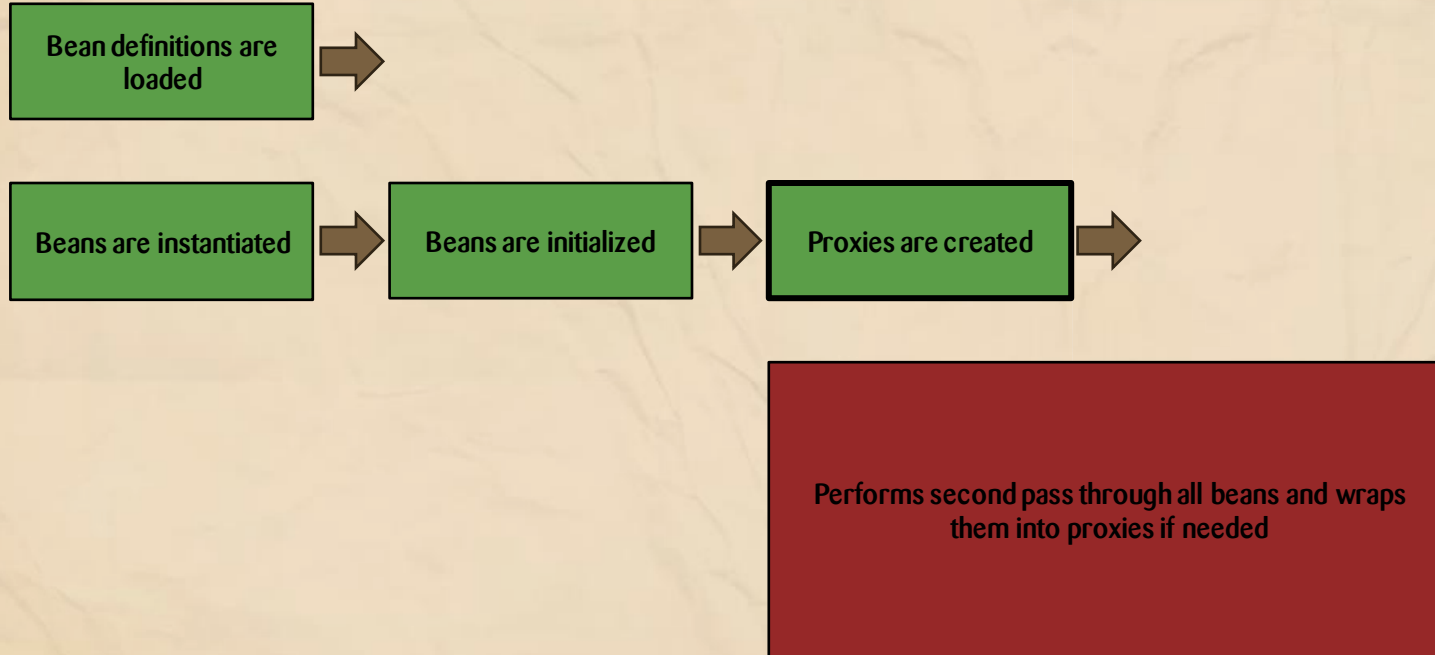 Bean definitions are
loaded
Beans are instantiated
Beans are initialized
Proxies are created
Performs second pass through all beans and wraps
them into proxies if needed